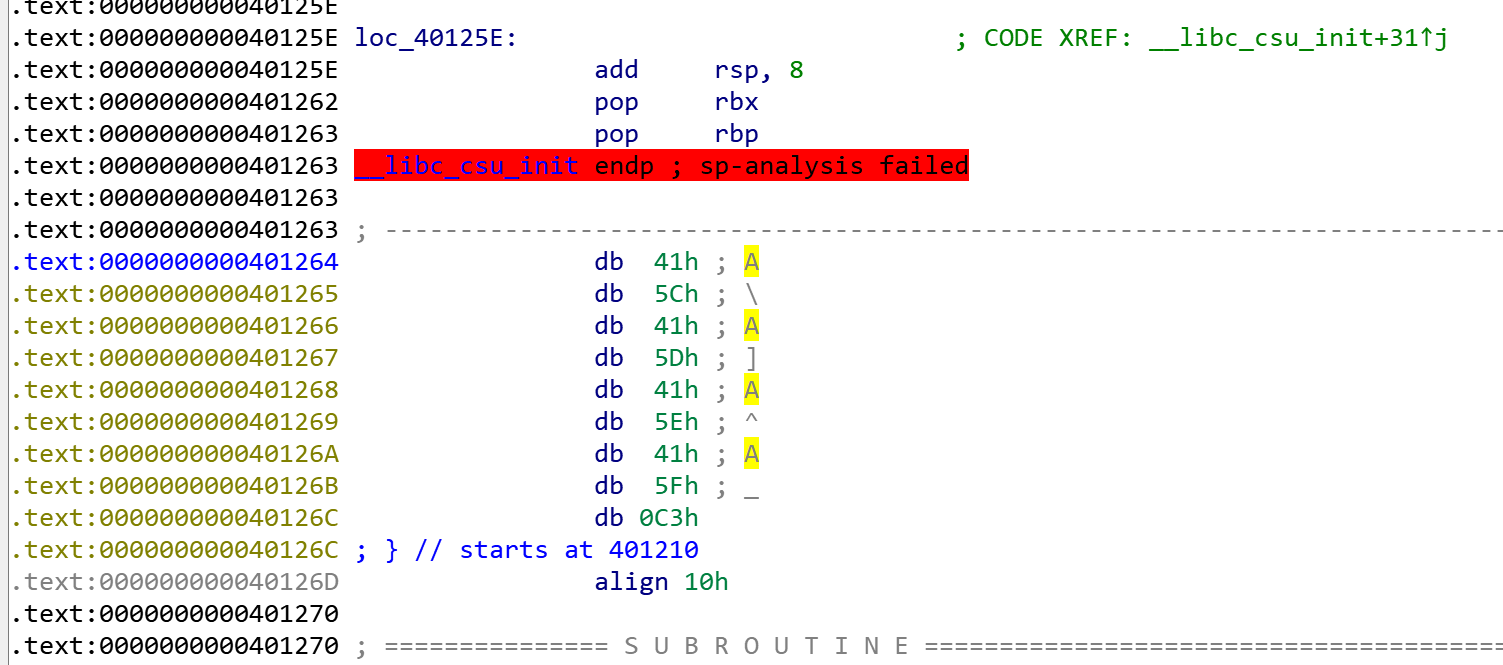 .text:000000000040125E
.text:000000000040125E loc_40125E: ; CODE XREF: __libc_csu_init+31↑j
.text:000000000040125E add rsp, 8
.text:0000000000401262 pop rbx
.text:0000000000401263 pop rbp
.text:0000000000401263 __libc_csu_init endp ; sp-analysis failed
.text:0000000000401263
.text:0000000000401263 ; ---------------------------------------------------------------------------
.text:0000000000401264 db 41h ; A
.text:0000000000401265 db 5Ch ; \
.text:0000000000401266 db 41h ; A
.text:0000000000401267 db 5Dh ; ]
.text:0000000000401268 db 41h ; A
.text:0000000000401269 db 5Eh ; ^
.text:000000000040126A db 41h ; A
.text:000000000040126B db 5Fh ; _
.text:000000000040126C db 0C3h
.text:000000000040126C ; } // starts at 401210
.text:000000000040126D align 10h
.text:0000000000401270
.text:0000000000401270 ; =============== S U B R O U T I N E =======================================